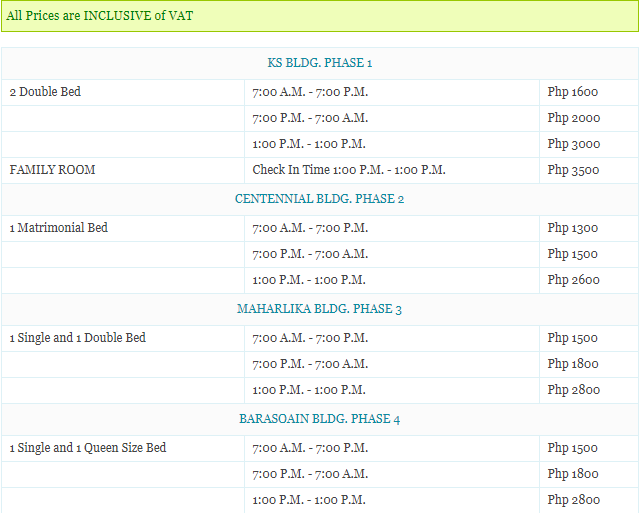 All Prices are INCLUSIVE of VAT
KS BLDG. PHASE 1
2 Double Bed 7:00 A.M. - 7:00 P.M. Php 1600
7:00 P.M. - 7:00 A.M. Php 2000
1:00 P.M. - 1:00 P.M. Php 3000
FAMILY ROOM Check In Time 1:00 P.M. - 1:00 P.M. Php 3500
CENTENNIAL BLDG. PHASE 2
1 Matrimonial Bed 7:00 A.M. - 7:00 P.M. Php 1300
7:00 P.M. - 7:00 A.M. Php 1500
1:00 P.M. - 1:00 P.M. Php 2600
MAHARLIKA BLDG. PHASE 3
1 Single and 1 Double Bed 7:00 A.M. - 7:00 P.M. Php 1500
7:00 P.M. - 7:00 A.M. Php 1800
1:00 P.M. - 1:00 P.M. Php 2800
BARASOAIN BLDG. PHASE 4
1 Single and 1 Queen Size Bed 7:00 A.M. - 7:00 P.M. Php 1500
7:00 P.M. - 7:00 A.M. Php 1800
1:00 P.M. - 1:00 P.M. Php 2800